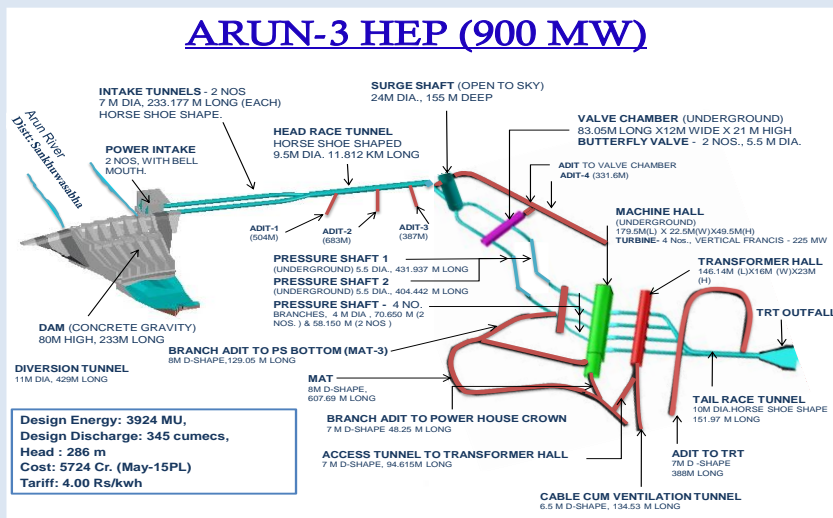 ARUN-3 HEP (900 MW)
INTAKE TUNNELS - 2 NOS
7 M DIA, 233.177 M LONG (EACH)
HORSE SHOE SHAPE.
SURGE SHAFT (OPEN TO SKY)
24M DIA., 155 M DEEP
Arun River
Distt: Sankhuwasabha
POWER INTAKE
2 NOS, WITH BELL
MOUTH.
HEAD RACE TUNNEL
HORSE SHOE SHAPED
9.5M DIA. 11.812 KM LONG
VALVE CHAMBER (UNDERGROUND)
83.05M LONG X12M WIDE X 21 M HIGH
BUTTERFLY VALVE - 2 NOS., 5.5 M DIA.
ADIT TO VALVE CHAMBER
ADIT-4 (331.6M)
ADIT-1
(504M)
ADIT-2
(683M)
ADIT-3
(387M)
MACHINE HALL
(UNDERGROUND)
179.5M(L) X 22.5M(W)X49.5M(H)
TURBINE- 4 Nos., VERTICAL FRANCIS - 225 MW
PRESSURE SHAFT 1
(UNDERGROUND) 5.5 DIA., 431.937 M LONG
PRESSURE SHAFT 2
(UNDERGROUND) 5.5 DIA., 404.442 M LONG
PRESSURE SHAFT - 4 NO.
BRANCHES, 4 M DIA , 70.650 M (2
NOS. ) & 58.150 M (2 NOS )
TRANSFORMER HALL
146.14M (L)X16M (W)X23M
(H)
TRT OUTFALL
DAM (CONCRETE GRAVITY)
80M HIGH, 233M LONG
BRANCH ADIT TO PS BOTTOM (MAT-3)
8M D-SHAPE,129.05 M LONG
DIVERSION TUNNEL
11M DIA, 429M LONG
MAT
8M D-SHAPE,
607.69 M LONG
TAIL RACE TUNNEL
10M DIA.HORSE SHOE SHAPE
151.97 M LONG
BRANCH ADIT TO POWER HOUSE CROWN
7 M D-SHAPE 48.25 M LONG
ACCESS TUNNEL TO TRANSFORMER HALL
7 M D-SHAPE, 94.615M LONG
ADIT TO TRT
7M D -SHAPE
388M LONG
CABLE CUM VENTILATION TUNNEL
6.5 M D-SHAPE, 134.53 M LONG
Design Energy: 3924 MU,
Design Discharge: 345 cumecs,
Head : 286 m
Cost: 5724 Cr. (May-15PL)
Tariff: 4.00 Rs/kwh